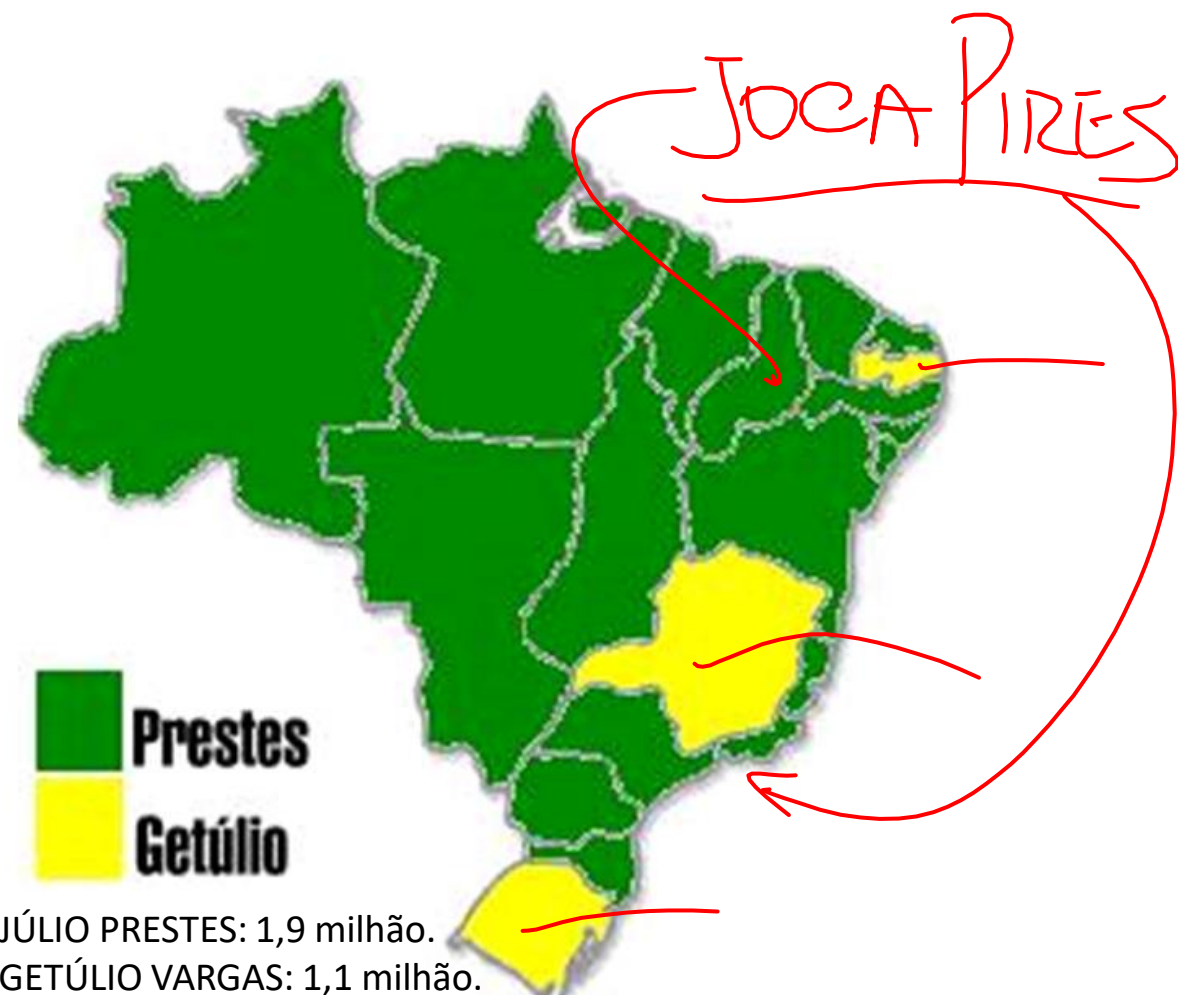 JOCA PIRES
Prestes
Getúlio
JÚLIO PRESTES: 1,9 milhão.
GETÚLIO VARGAS: 1,1 milhão.